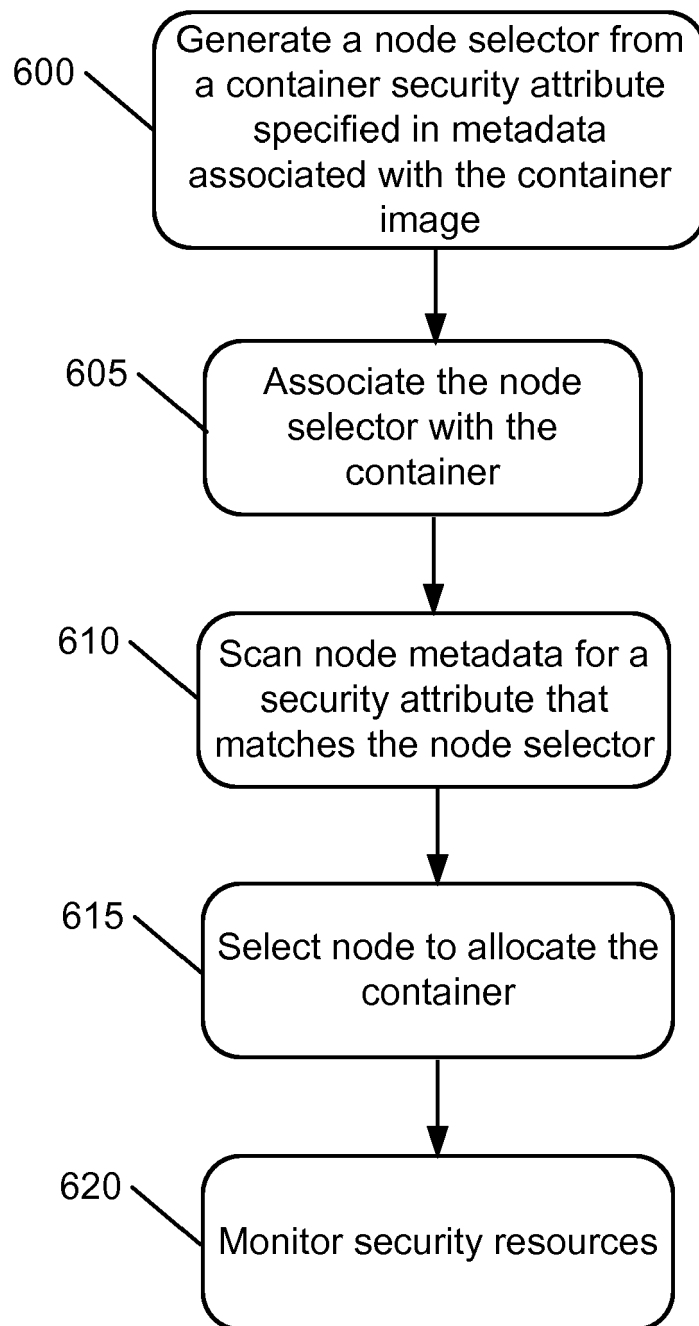 600
Generate a node selector from
a container security attribute
specified in metadata
associated with the container
image
605
Associate the node
selector with the
container
610
Scan node metadata for a
security attribute that
matches the node selector
615
Select node to allocate the
container
620
Monitor security resources